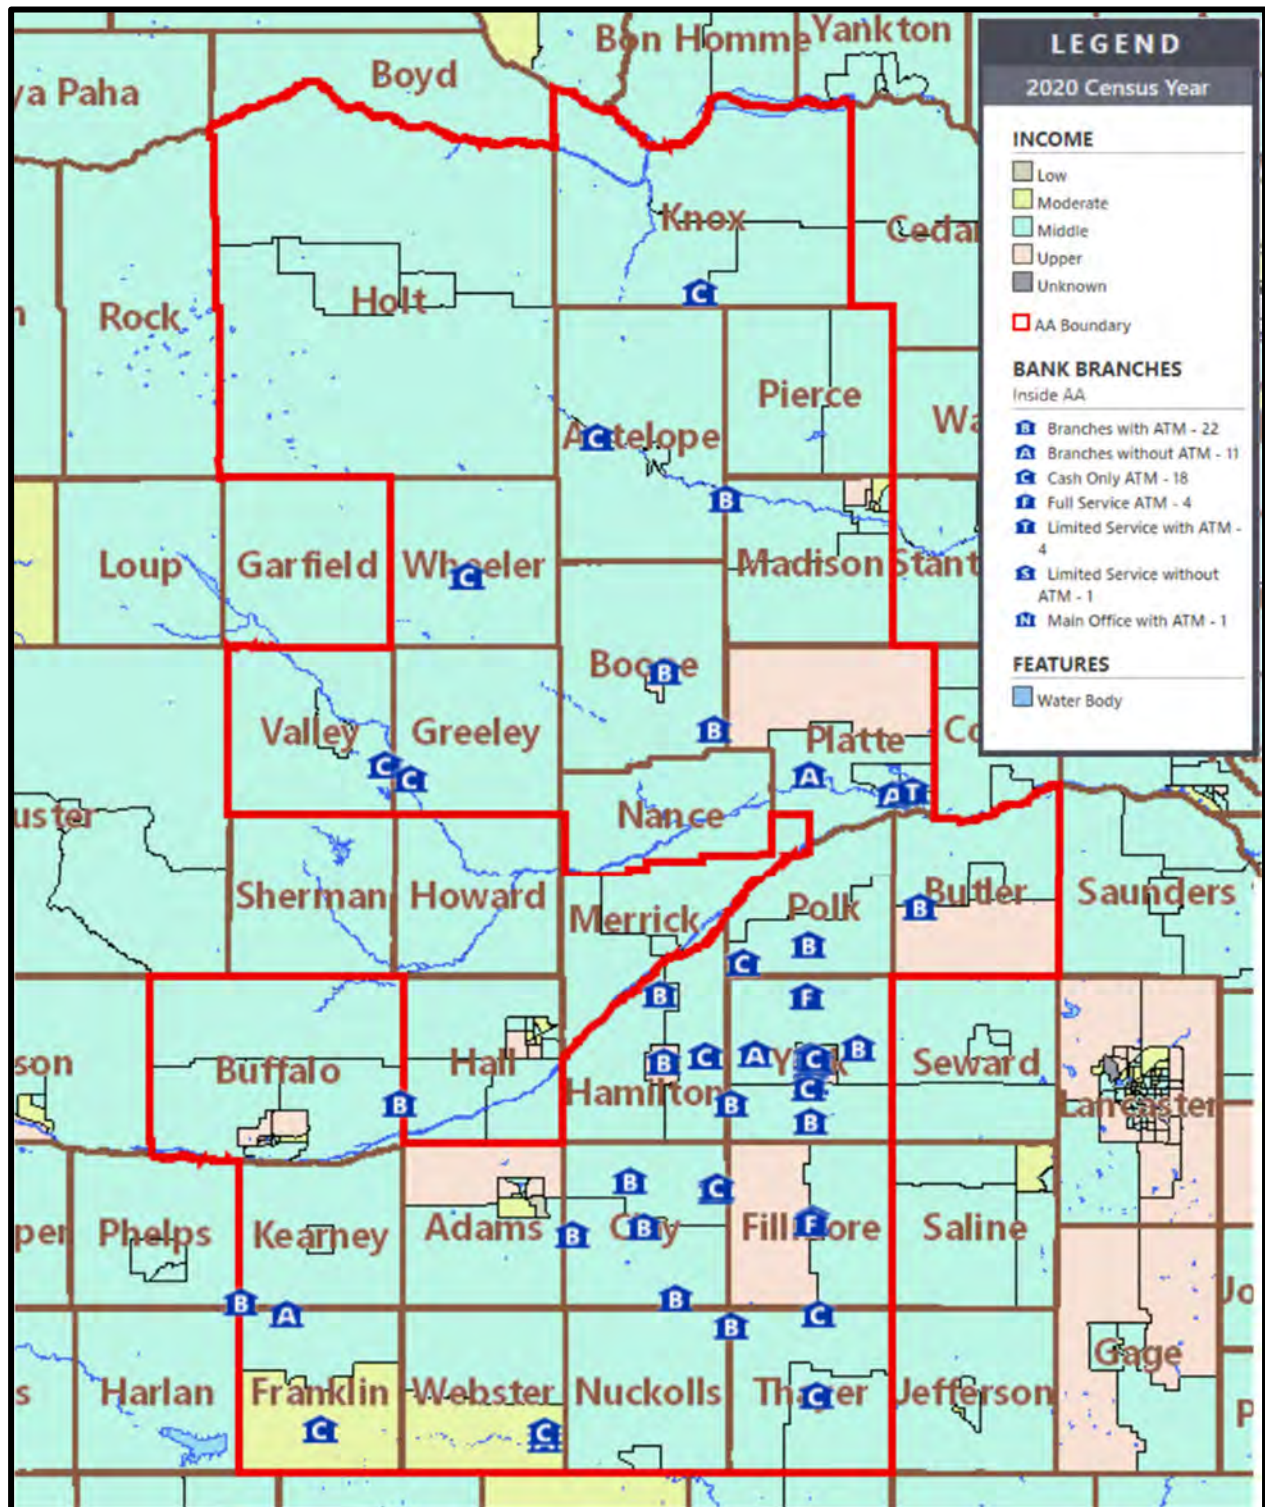 Bon Homme
Yankton
Boyd
ya Paha
Knox
Cedar
Holt
Rock
Pierce
Antelope
C
C
B
Loup
Garfield
Wheeler
C
Madison
Stant
Boone
B
Valley
Greeley
B
Platte
Co
C
C
A
A
T
Nance
uster
Sherman
Howard
Merrick
Polk
Butler
B
Saunders
B
C
B
F
son
Buffalo
Hall
B
C
A
C
B
Seward
Hamilton
B
B
C
B
Lancaster
per
Phelps
Kearney
Adams
B
Clay
B
B
C
Fillmore
F
Saline
B
A
B
B
C
Jo
Gage
s
Harlan
Franklin
C
Webster
C
Nuckolls
Thayer
C
Jefferson
P
LEGEND
2020 Census Year
INCOME
Low
Moderate
Middle
Upper
Unknown
AA Boundary
BANK BRANCHES
Inside AA
B Branches with ATM - 22
A Branches without ATM - 11
C Cash Only ATM - 18
F Full Service ATM - 4
T Limited Service with ATM -
4
S Limited Service without
ATM - 1
N Main Office with ATM - 1
FEATURES
Water Body